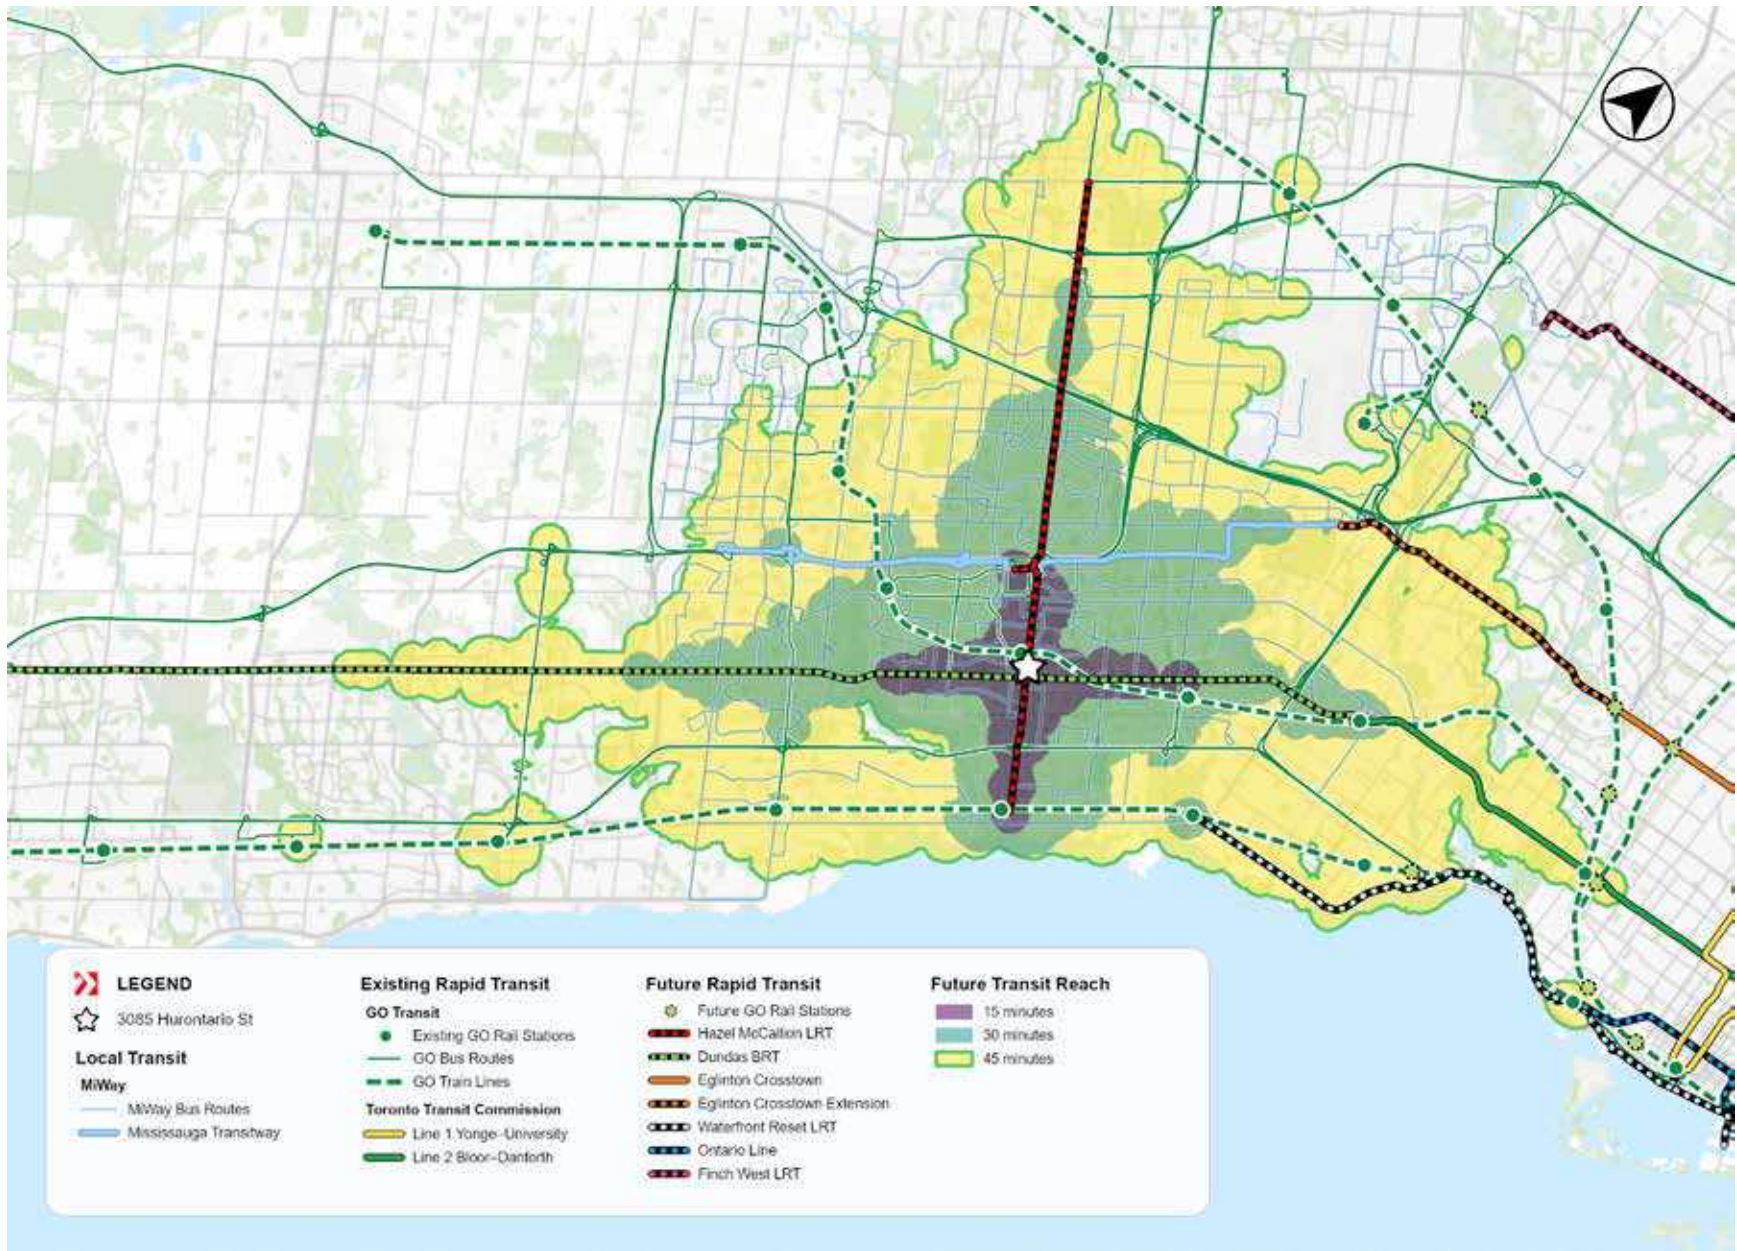 LEGEND
3085 Hurontario St
Local Transit
MiWay
MiWay Bus Routes
Mississauga Transitway
Existing Rapid Transit
GO Transit
Existing GO Rail Stations
GO Bus Routes
GO Train Lines
Toronto Transit Commission
Line 1 Yonge-University
Line 2 Bloor-Danforth
Future Rapid Transit
Future GO Rail Stations
Hazel McCallion LRT
Dundas BRT
Eglinton Crosstown
Eglinton Crosstown Extension
Waterfront Reset LRT
Ontario Line
Finch West LRT
Future Transit Reach
15 minutes
30 minutes
45 minutes